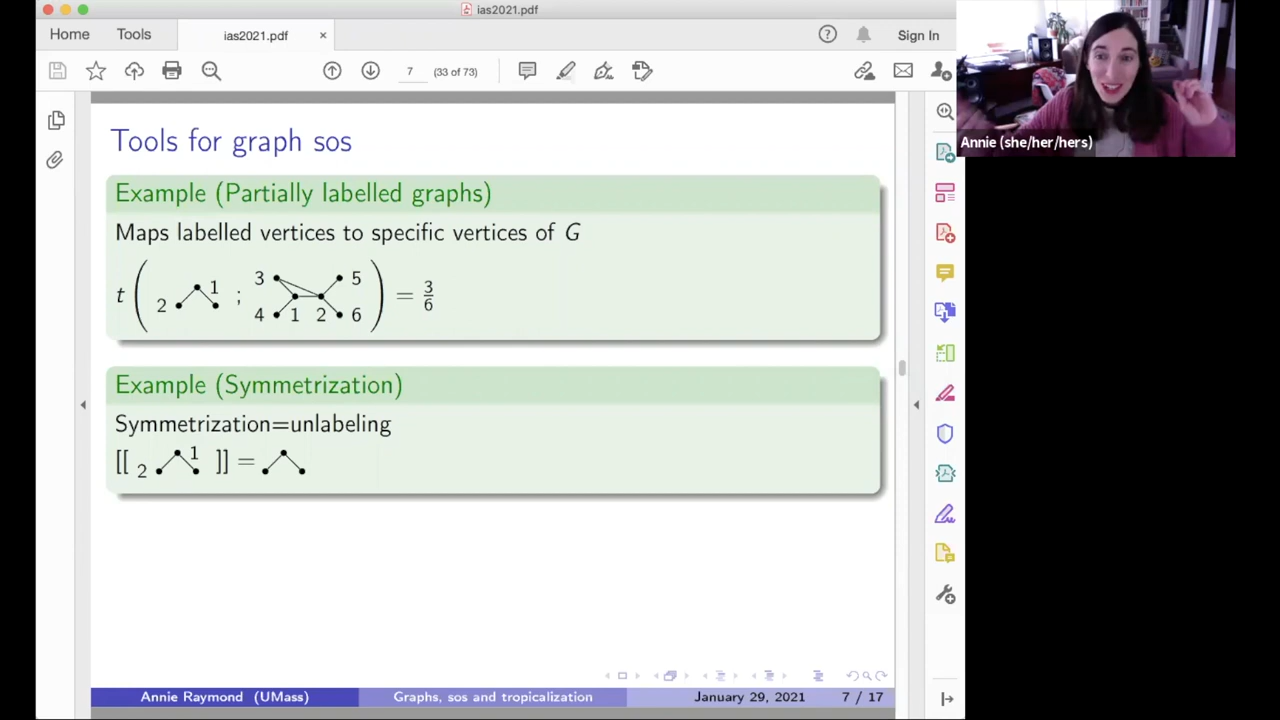 ias2021.pdf
Home Tools ias2021.pdf × ? Sign In
7 (33 of 73)
Annie (she/her/hers)
Tools for graph sos
Example (Partially labelled graphs)
Maps labelled vertices to specific vertices of G
t ( 2 1 ; 3 4 1 2 5 6 ) = 3/6
Example (Symmetrization)
Symmetrization=unlabeling
[[ 2 1 ]] =
Annie Raymond (UMass) Graphs, sos and tropicalization January 29, 2021 7 / 17